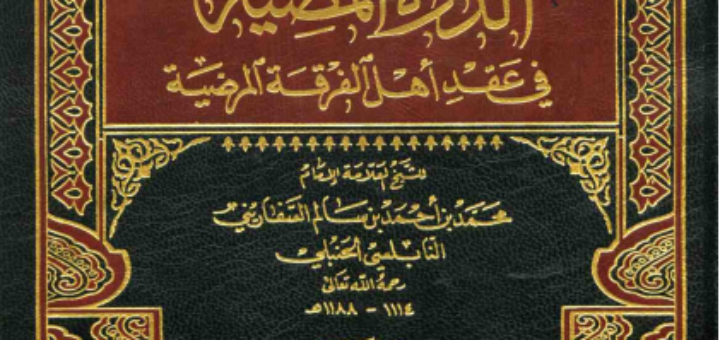 الدرة المضية
في عَقْدِ أهل الفرقة المرضية
للشيخ العلامة الإمام
محمد بن أحمد بن سالم السفاريني
النابلسي الحنبلي
رحمه الله تعالى
١١١٤ - ١١٨٨هـ